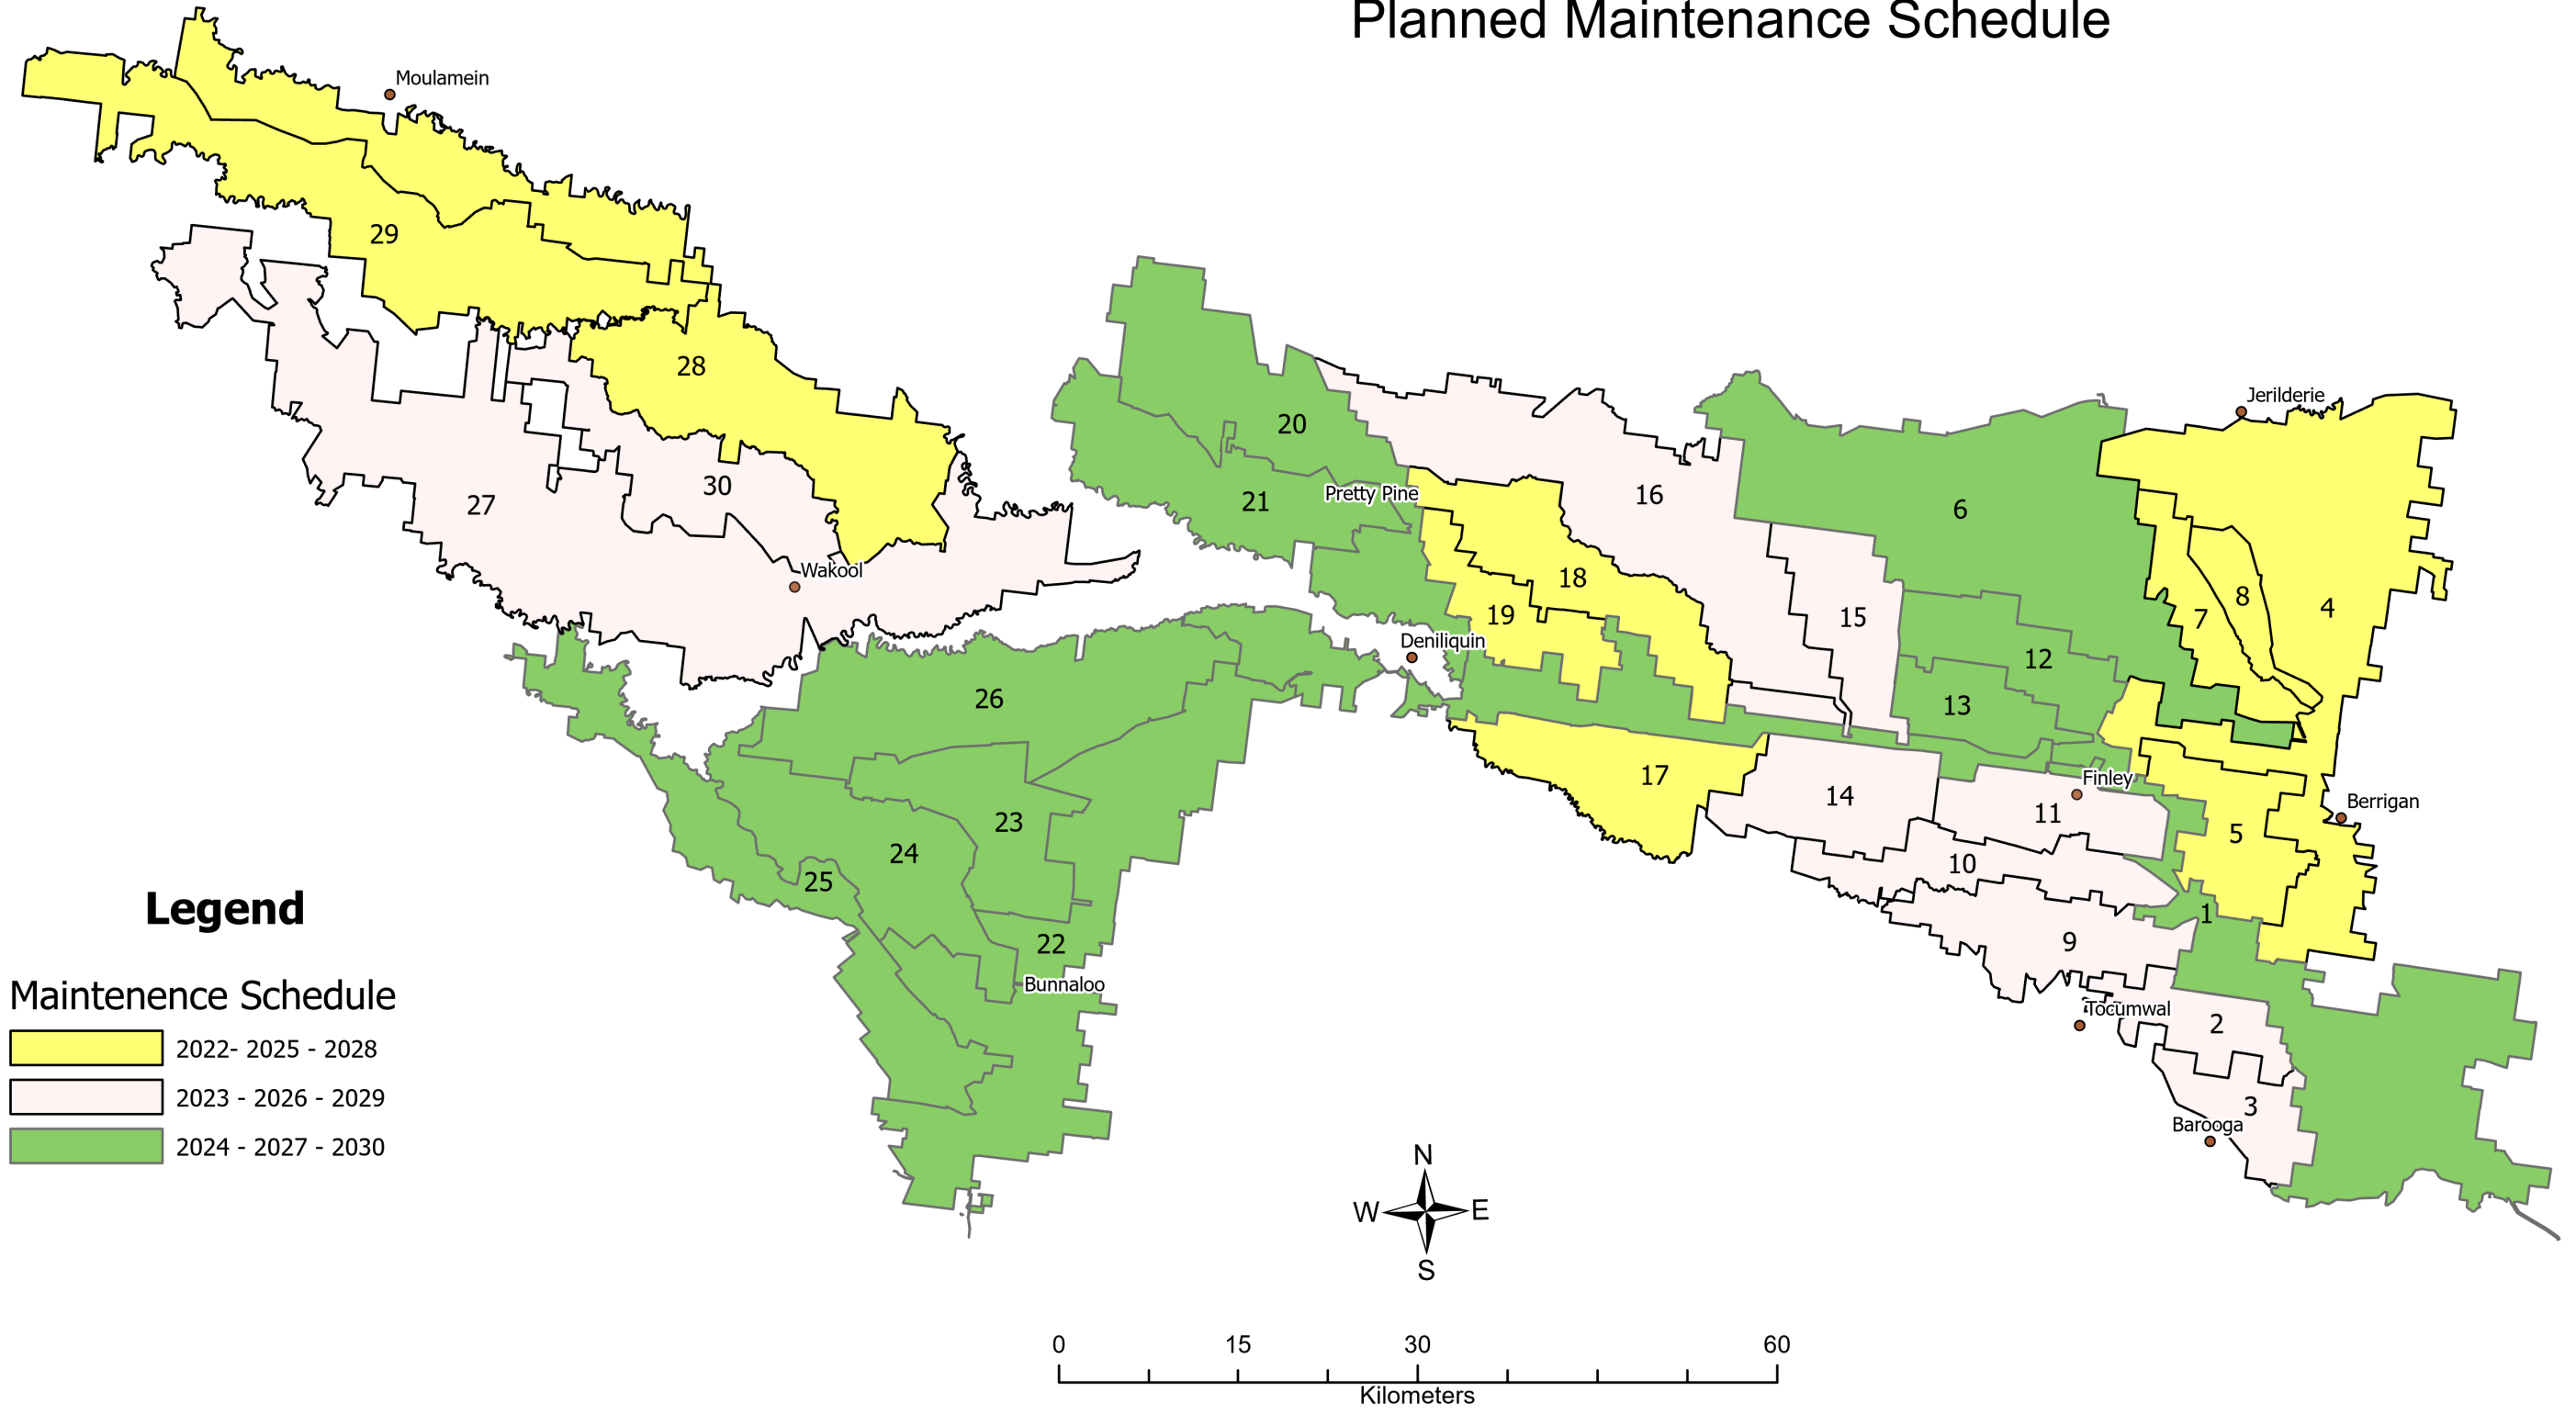 Planned Maintenance Schedule
Moulamein
29
28
Jerilderie
20
Pretty Pine
16
6
30
21
27
Wakool
18
8
19
15
7
4
Deniliquin
12
26
13
17
Finley
14
11
Berrigan
23
5
24
10
25
1
22
9
Bunnaloo
Tocumwal
2
3
Barooga
Legend
Maintenence Schedule
2022- 2025 - 2028
2023 - 2026 - 2029
2024 - 2027 - 2030
N
W
E
S
0 15 30 60
Kilometers